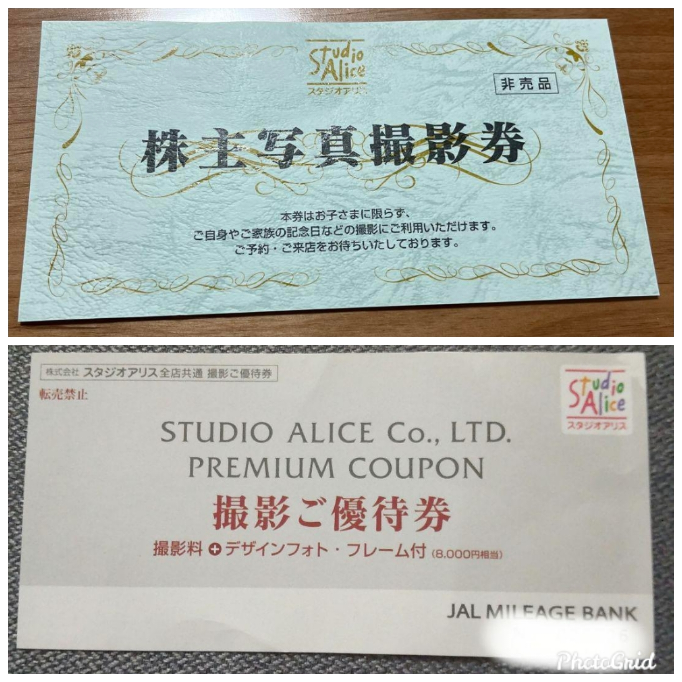 Studio
Alice
スタジオアリス
非売品
株主写真撮影券
本券はお子さまに限らず、
ご自身やご家族の記念日などの撮影にご利用いただけます。
ご予約・ご来店をお待ちいたしております。
株式会社 スタジオアリス全店共通 撮影ご優待券
転売禁止
Studio
Alice
スタジオアリス
STUDIO ALICE Co., LTD.
PREMIUM COUPON
撮影ご優待券
撮影料+デザインフォト・フレーム付(8,000円相当)
JAL MILEAGE BANK
PhotoGrid